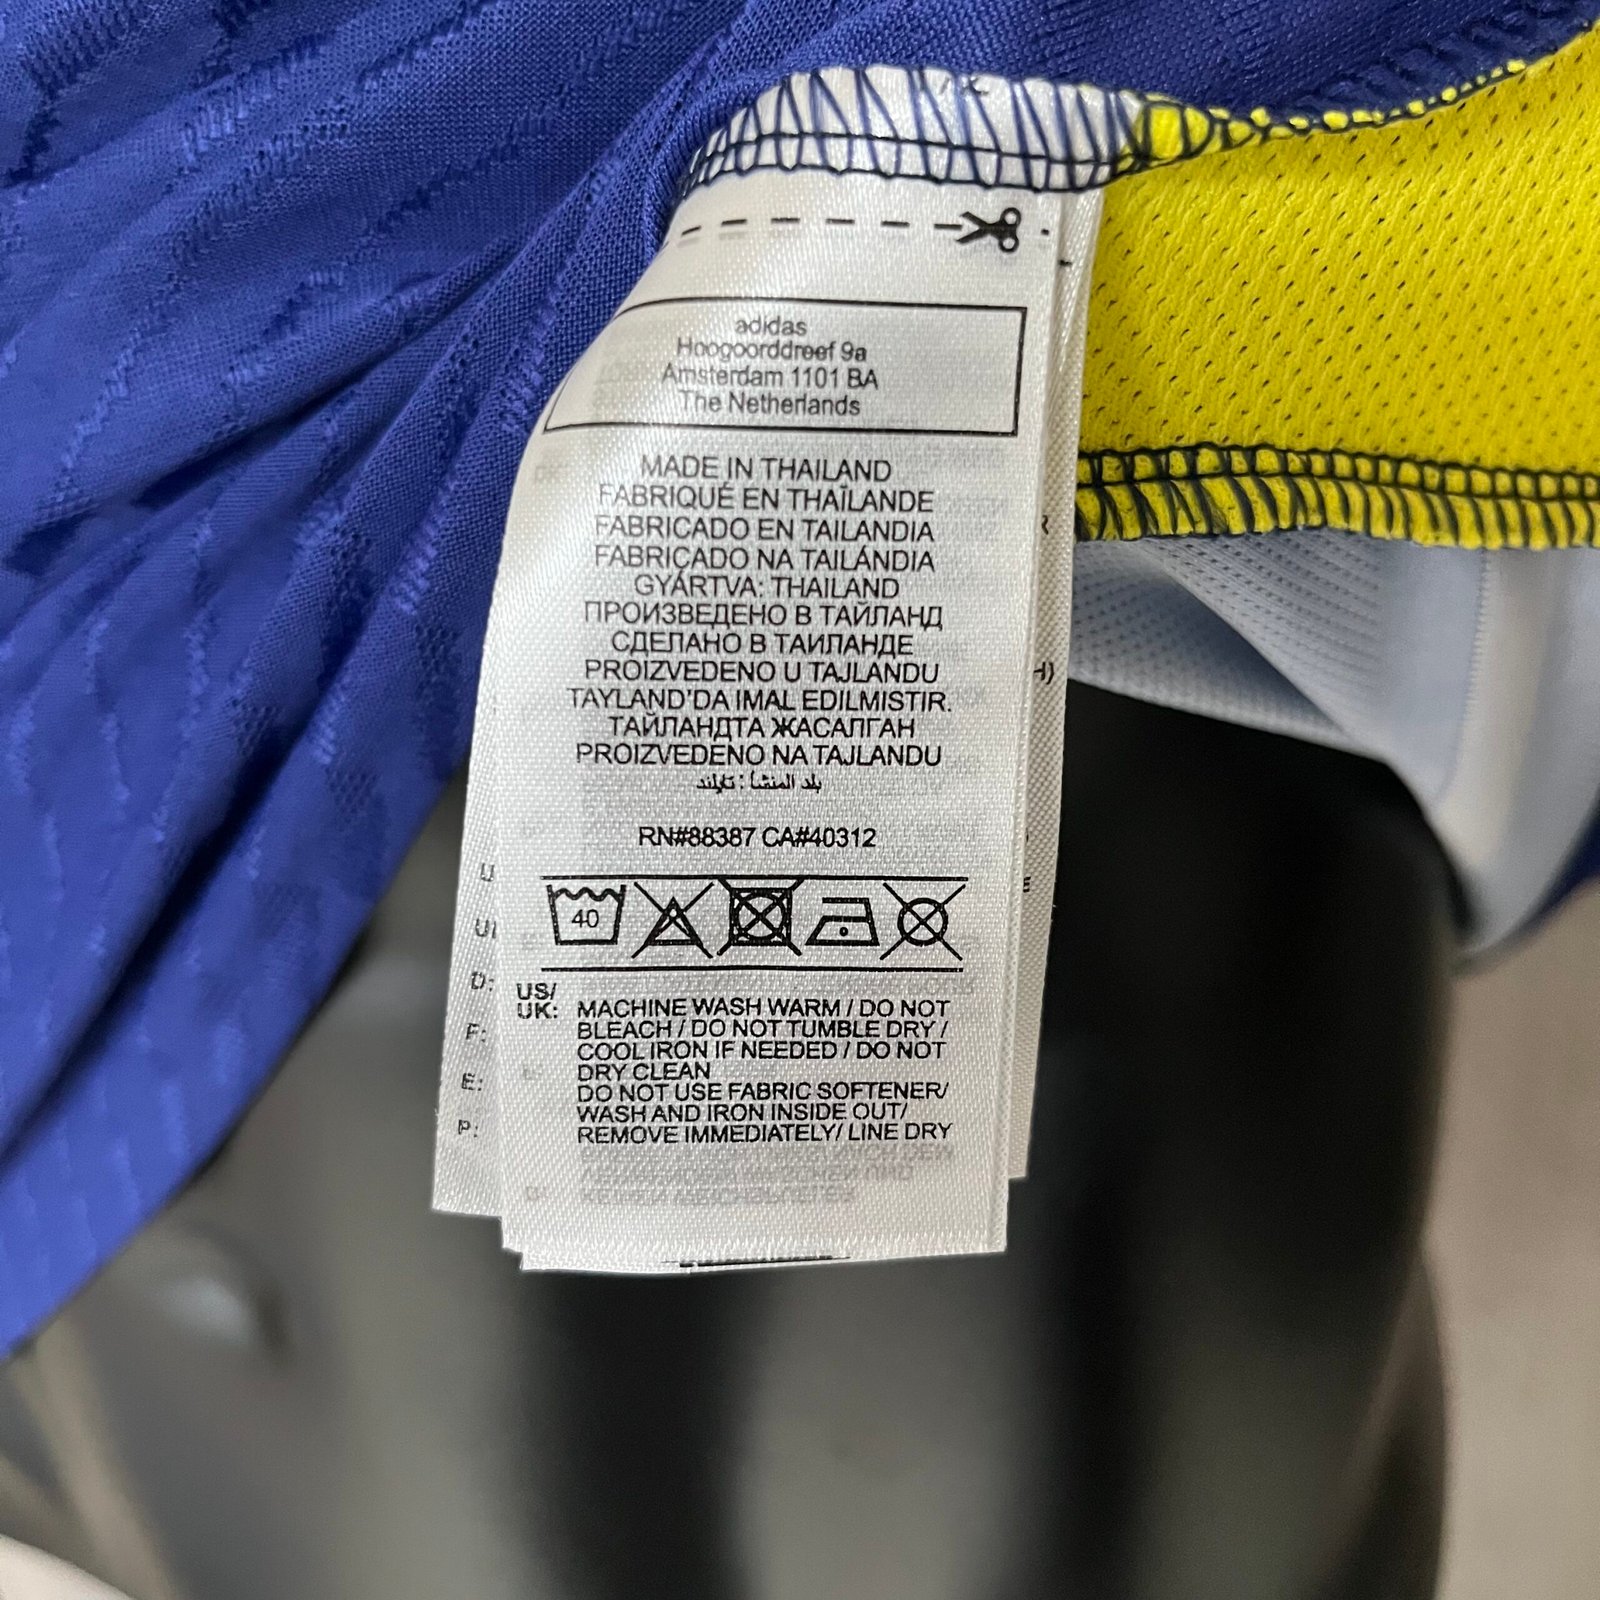 adidas
Hoogoorddreef 9a
Amsterdam 1101 BA
The Netherlands
MADE IN THAILAND
FABRIQUÉ EN THAÏLANDE
FABRICADO EN TAILANDIA
FABRICADO NA TAILÁNDIA
GYÁRTVA: THAILAND
ПРОИЗВЕДЕНО В ТАЙЛАНД
СДЕЛАНО В ТАИЛАНДЕ
PROIZVEDENO U TAJLANDU
TAYLAND'DA IMAL EDILMISTIR.
ТАЙЛАНДТА ЖАСАЛГАН
PROIZVEDENO NA TAJLANDU
بلد المنشأ : تايلند
RN#88387 CA#40312
40
US/
UK:
MACHINE WASH WARM / DO NOT
BLEACH / DO NOT TUMBLE DRY /
COOL IRON IF NEEDED / DO NOT
DRY CLEAN
DO NOT USE FABRIC SOFTENER/
WASH AND IRON INSIDE OUT/
REMOVE IMMEDIATELY/ LINE DRY
D:
F:
E:
P: